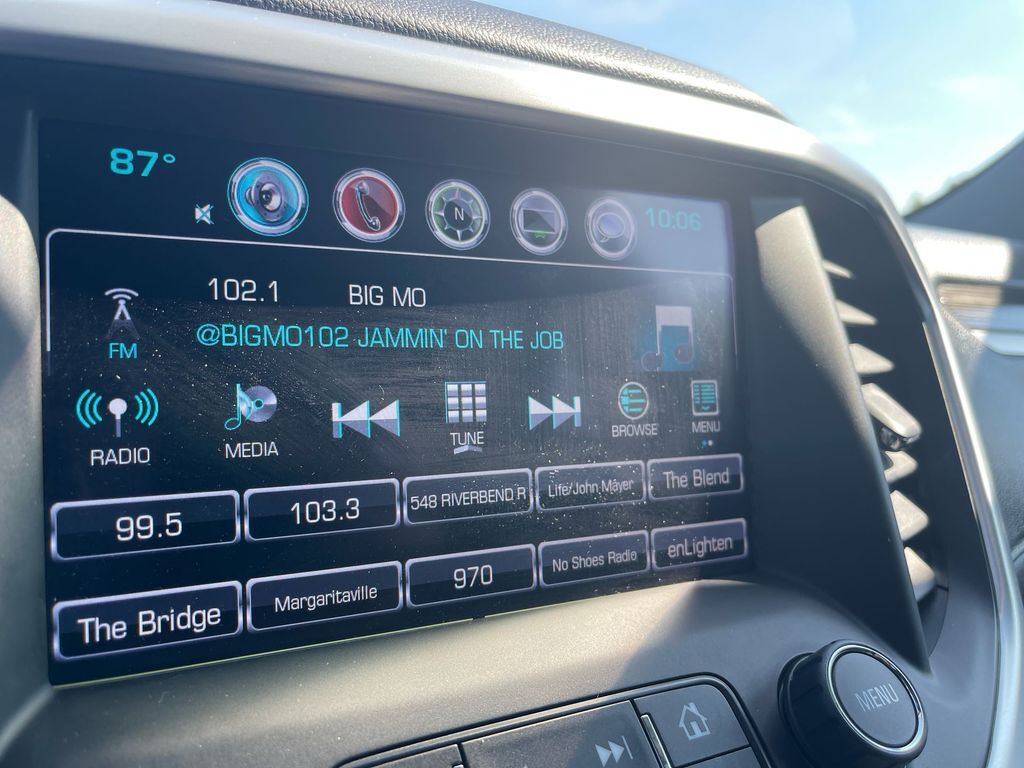 87°
N
10:06
102.1 BIG MO
@BIGMO102 JAMMIN' ON THE JOB
FM
RADIO
MEDIA
TUNE
BROWSE
MENU
99.5
103.3
548 RIVERBEND R
Life/John Mayer
The Blend
The Bridge
Margaritaville
970
No Shoes Radio
enLighten
MENU